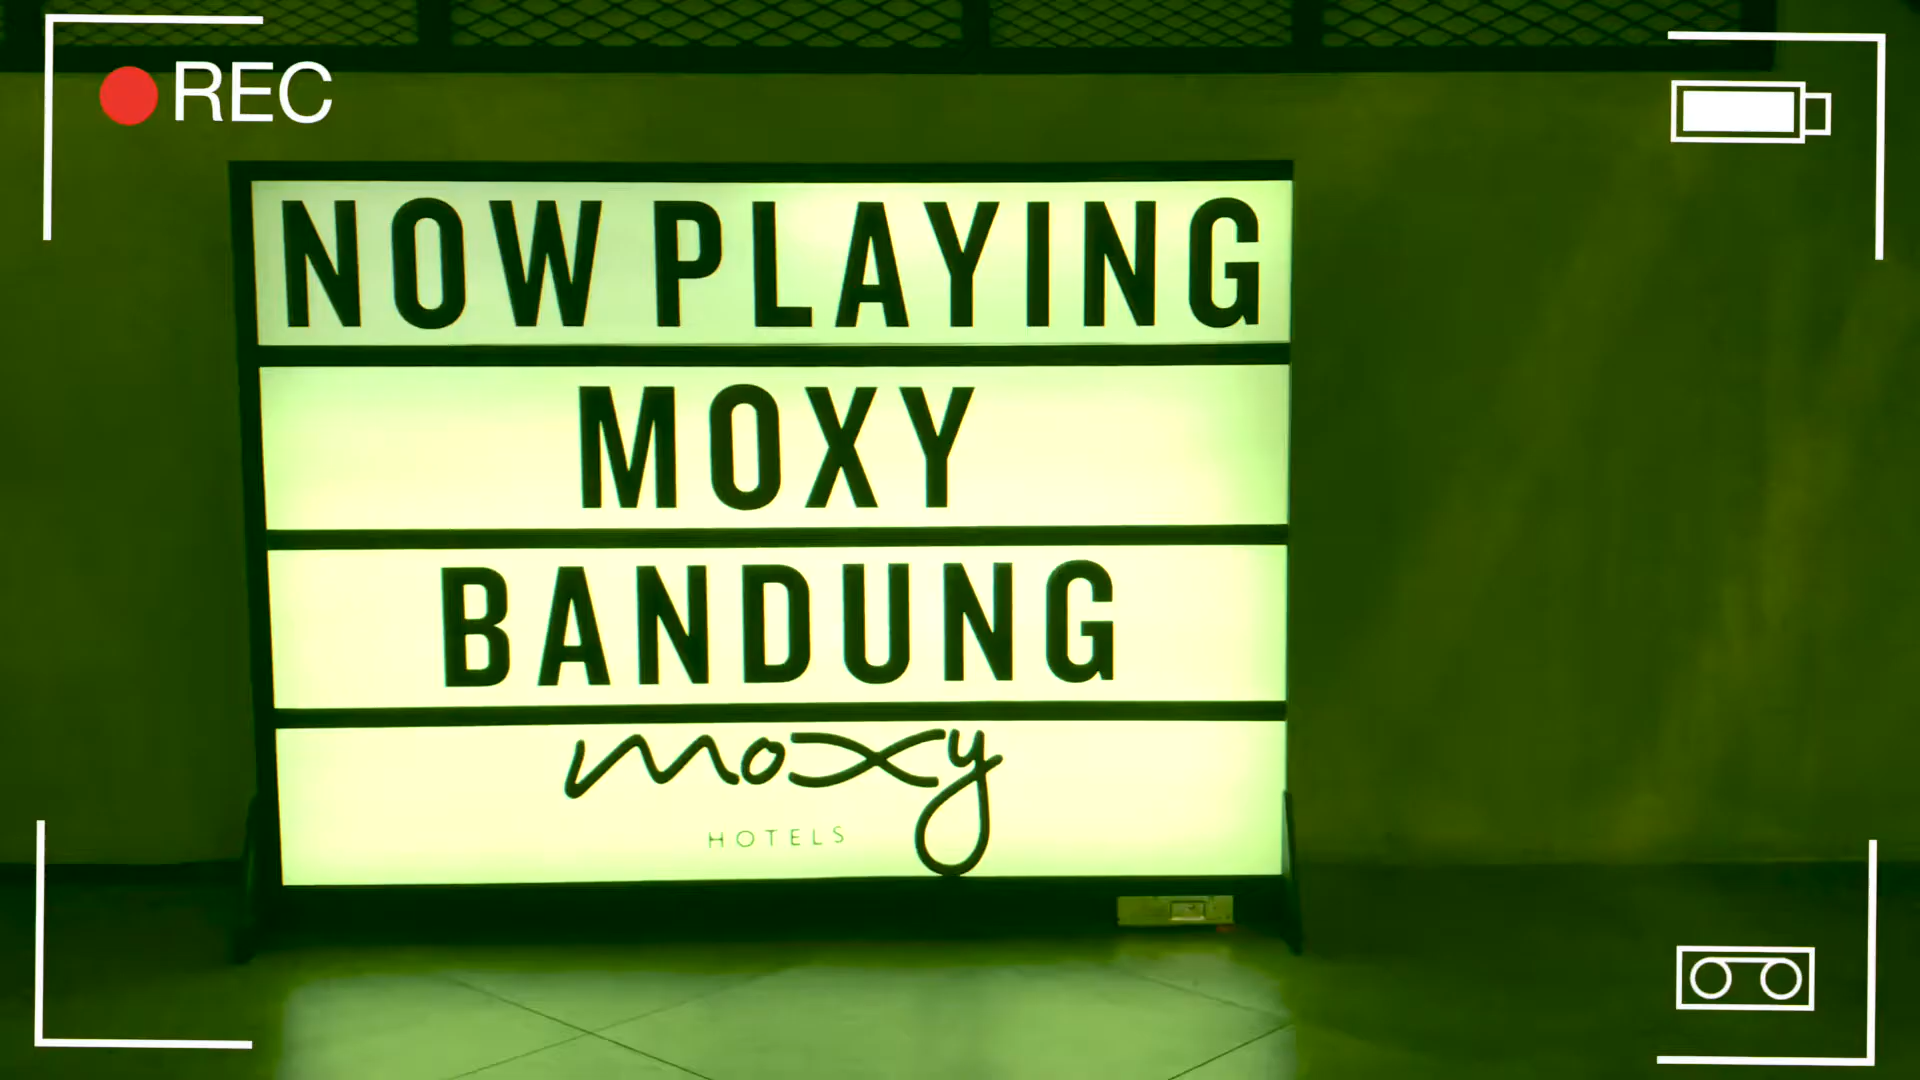 REC
NOW PLAYING
MOXY
BANDUNG
moxy
HOTELS